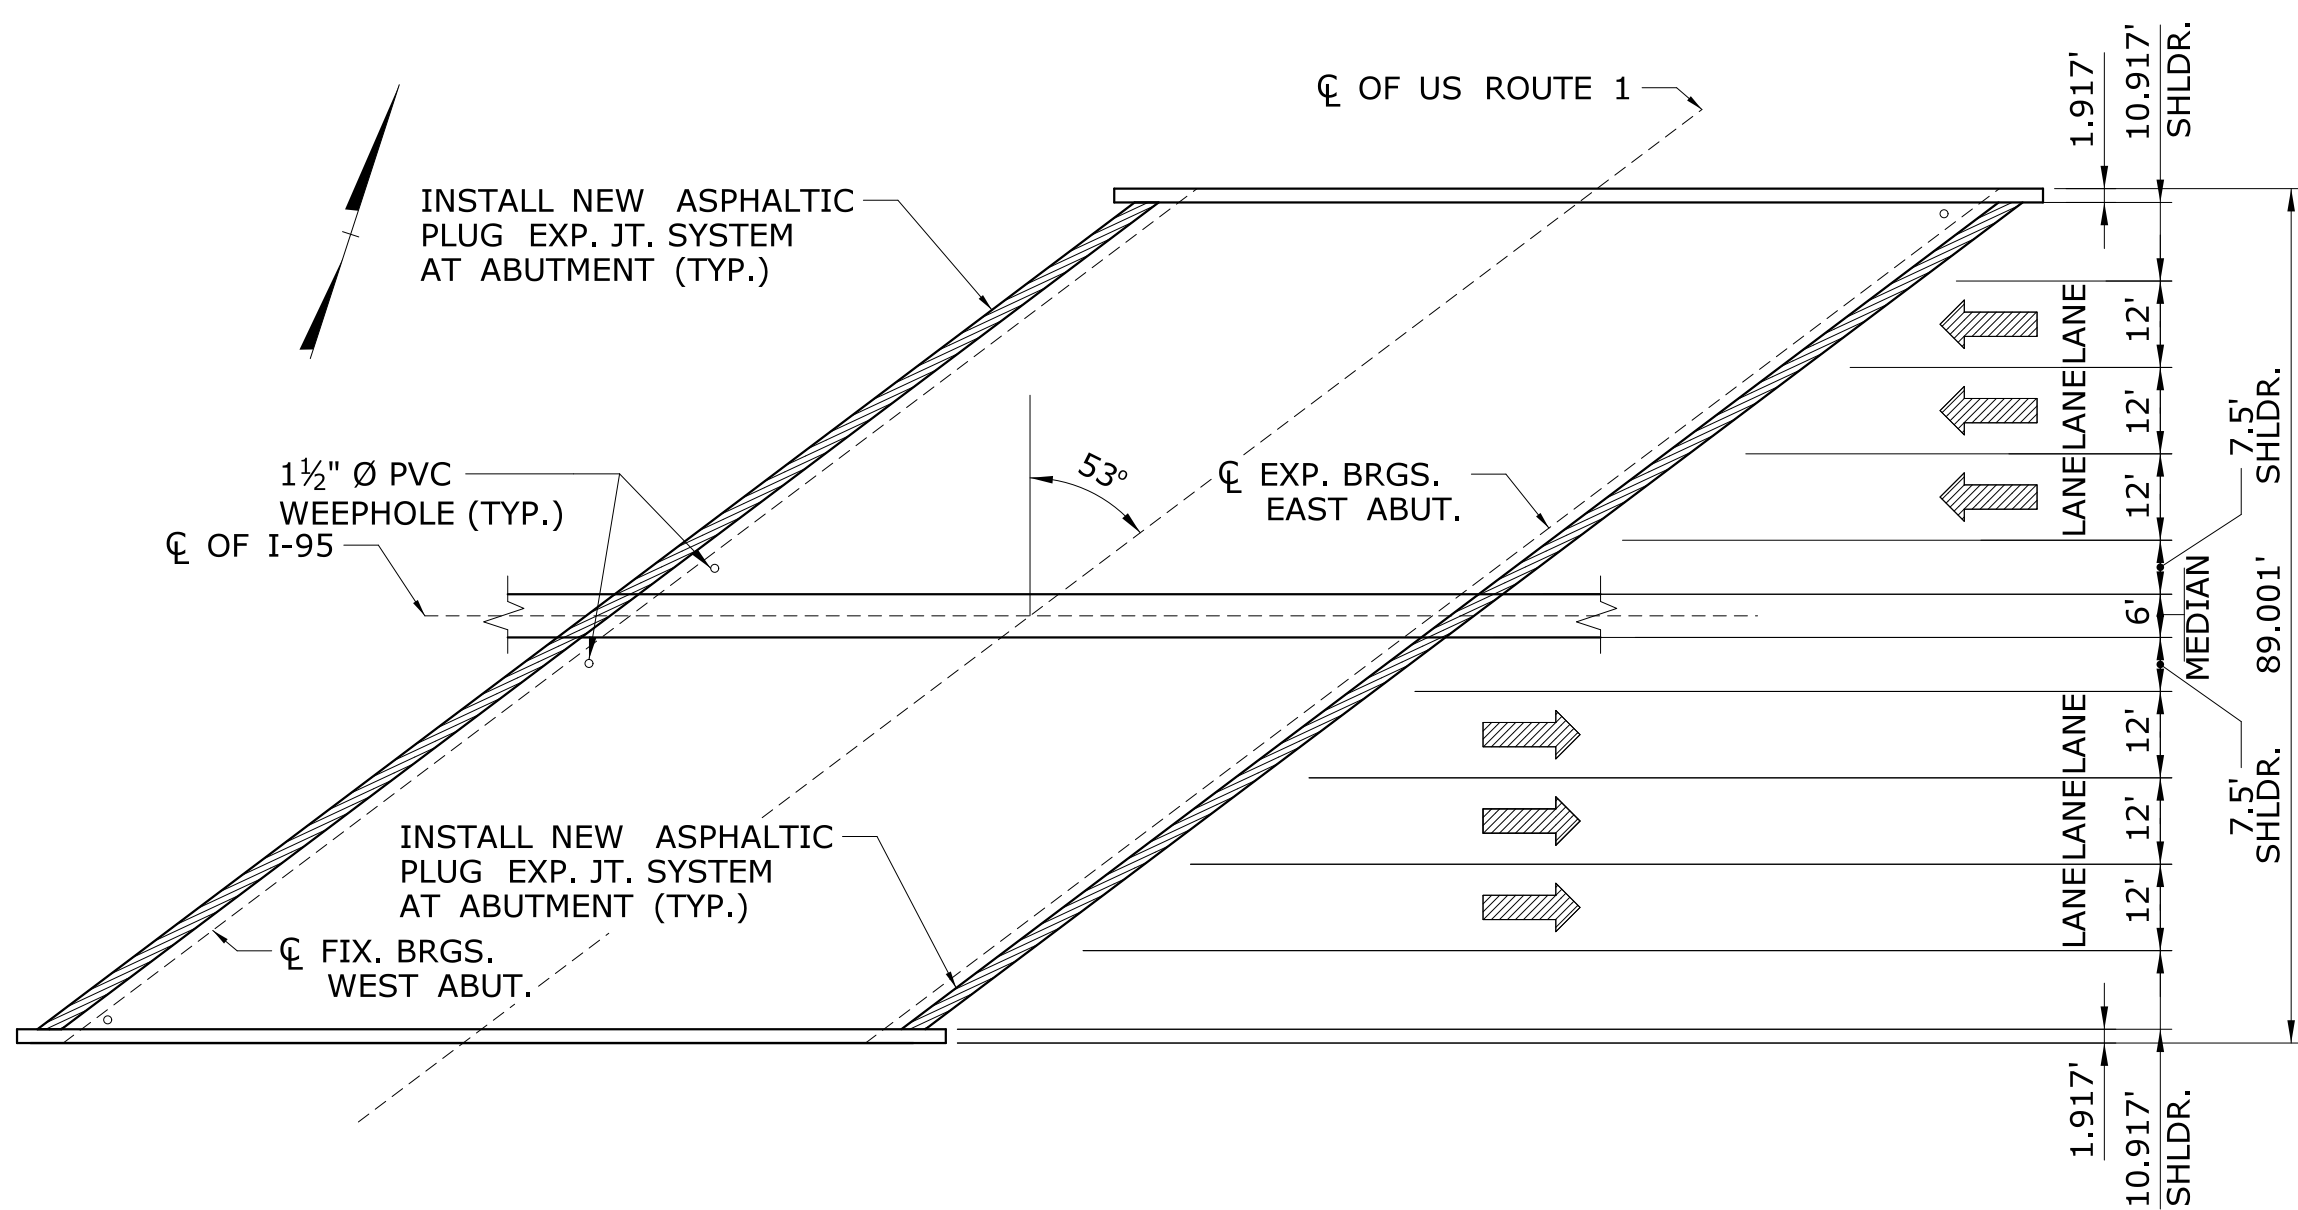 ℄ OF US ROUTE 1
1.917'
10.917'
SHLDR.
INSTALL NEW ASPHALTIC
PLUG EXP. JT. SYSTEM
AT ABUTMENT (TYP.)
LANE
12'
LANE
12'
LANE
12'
7.5'
SHLDR.
53°
1½" Ø PVC
WEEPHOLE (TYP.)
℄ OF I-95
℄ EXP. BRGS.
EAST ABUT.
6'
MEDIAN
89.001'
LANE
12'
LANE
12'
LANE
12'
7.5'
SHLDR.
INSTALL NEW ASPHALTIC
PLUG EXP. JT. SYSTEM
AT ABUTMENT (TYP.)
℄ FIX. BRGS.
WEST ABUT.
1.917'
10.917'
SHLDR.